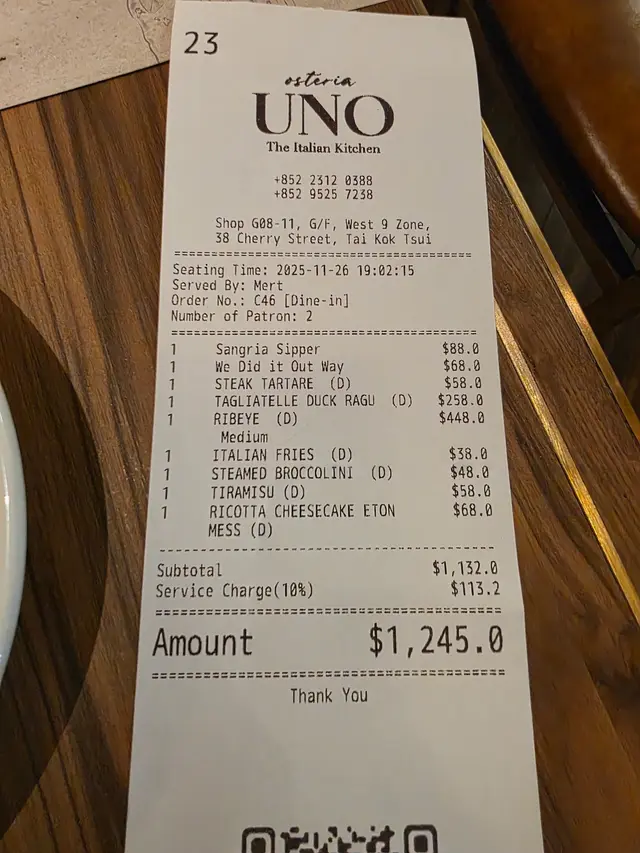 23
osteria
UNO
The Italian Kitchen
+852 2312 0388
+852 9525 7238
Shop G08-11, G/F, West 9 Zone,
38 Cherry Street, Tai Kok Tsui
Seating Time: 2025-11-26 19:02:15
Served By: Mert
Order No.: C46 [Dine-in]
Number of Patron: 2
1 Sangria Sipper $88.0
1 We Did it Out Way $68.0
1 STEAK TARTARE (D) $58.0
1 TAGLIATELLE DUCK RAGU (D) $258.0
1 RIBEYE (D) $448.0
Medium
1 ITALIAN FRIES (D) $38.0
1 STEAMED BROCCOLINI (D) $48.0
1 TIRAMISU (D) $58.0
1 RICOTTA CHEESECAKE ETON $68.0
MESS (D)
Subtotal $1,132.0
Service Charge(10%) $113.2
Amount $1,245.0
Thank You